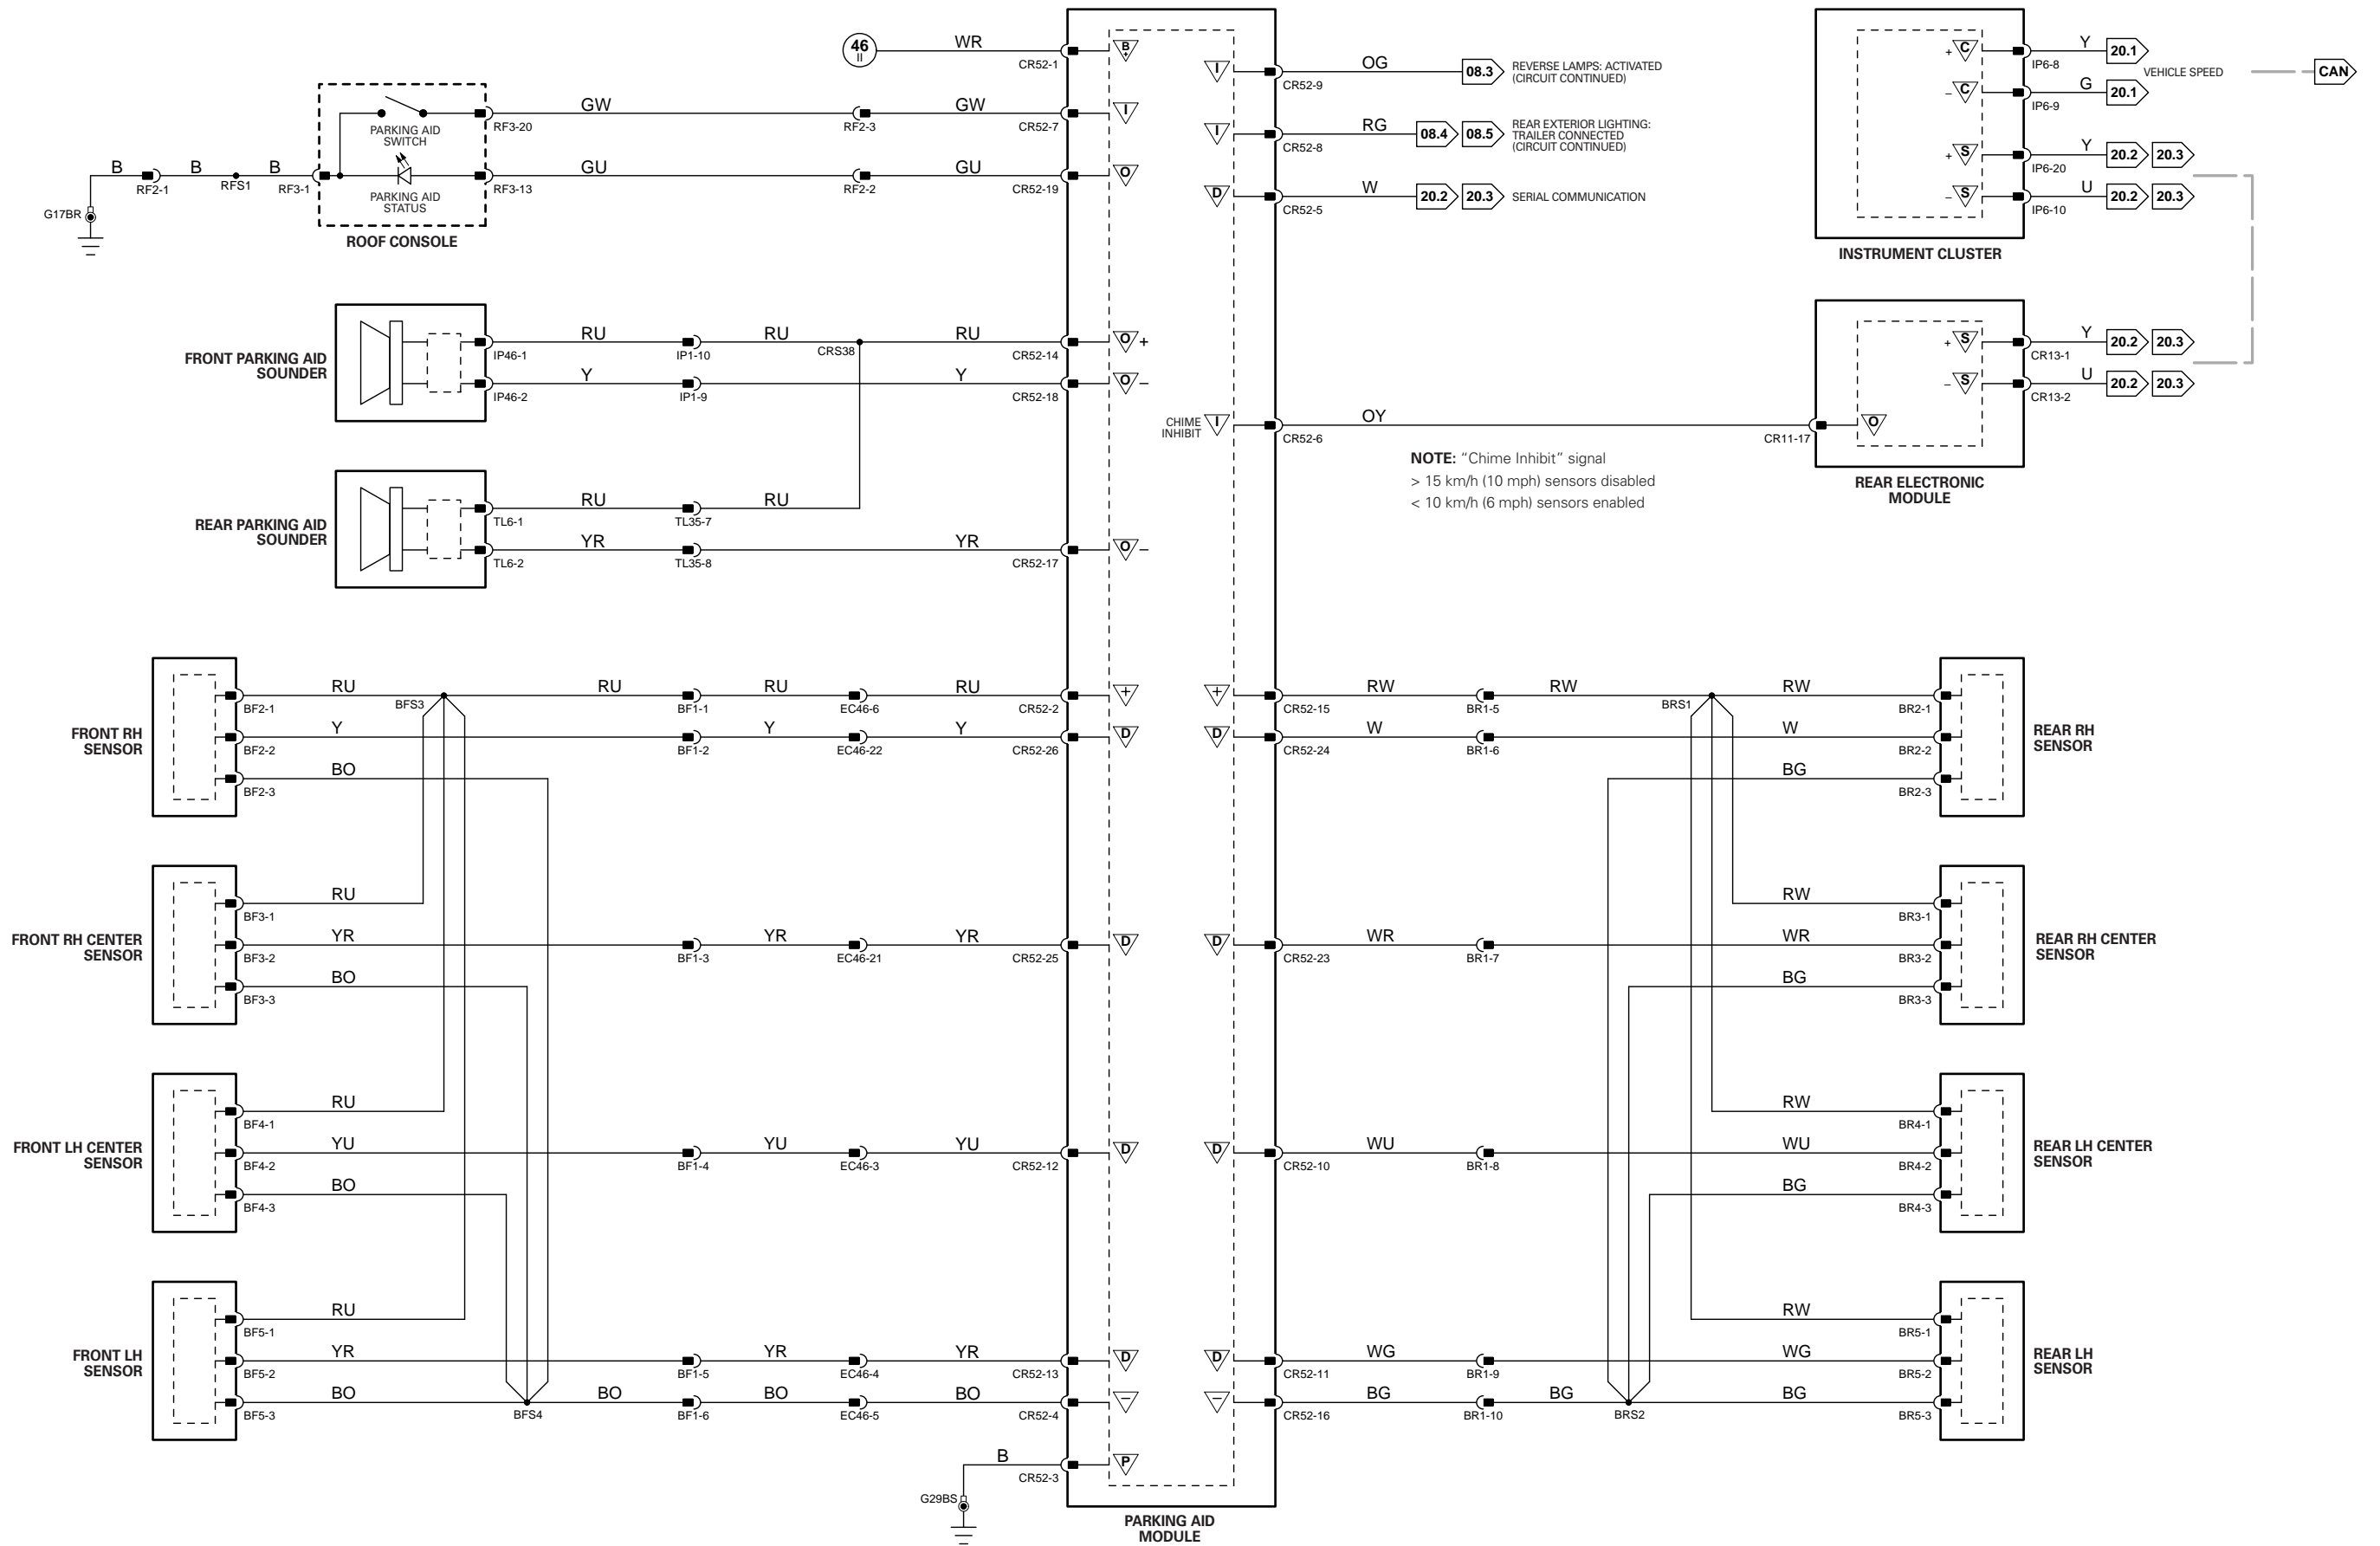 46
II
WR
CR52-1
B
+
I
OG
CR52-9
08.3
REVERSE LAMPS: ACTIVATED
(CIRCUIT CONTINUED)
PARKING AID
SWITCH
RF3-20
GW
RF2-3
GW
CR52-7
I
I
RG
CR52-8
08.4
08.5
REAR EXTERIOR LIGHTING:
TRAILER CONNECTED
(CIRCUIT CONTINUED)
G17BR
B
RF2-1
B
RFS1
B
RF3-1
PARKING AID
STATUS
RF3-13
GU
RF2-2
GU
CR52-19
O
D
W
CR52-5
20.2
20.3
SERIAL COMMUNICATION
ROOF CONSOLE
+
C
IP6-8
Y
20.1
VEHICLE SPEED
CAN
–
C
IP6-9
G
20.1
+
S
IP6-20
Y
20.2
20.3
–
S
IP6-10
U
20.2
20.3
INSTRUMENT CLUSTER
FRONT PARKING AID
SOUNDER
IP46-1
RU
IP1-10
RU
CRS38
RU
CR52-14
O
+
IP46-2
Y
IP1-9
Y
CR52-18
O
–
+
S
CR13-1
Y
20.2
20.3
–
S
CR13-2
U
20.2
20.3
CHIME
INHIBIT
I
CR52-6
OY
CR11-17
O
REAR ELECTRONIC
MODULE
NOTE: “Chime Inhibit” signal
> 15 km/h (10 mph) sensors disabled
< 10 km/h (6 mph) sensors enabled
REAR PARKING AID
SOUNDER
TL6-1
RU
TL35-7
RU
TL6-2
YR
TL35-8
YR
CR52-17
O
–
FRONT RH
SENSOR
BF2-1
RU
BFS3
RU
BF1-1
RU
EC46-6
RU
CR52-2
+
BF2-2
Y
BF1-2
Y
EC46-22
Y
CR52-26
D
BF2-3
BO
+
CR52-15
RW
BR1-5
RW
BRS1
RW
BR2-1
D
CR52-24
W
BR1-6
W
BR2-2
BG
BR2-3
REAR RH
SENSOR
FRONT RH CENTER
SENSOR
BF3-1
RU
BF3-2
YR
BF1-3
YR
EC46-21
YR
CR52-25
D
BF3-3
BO
RW
BR3-1
D
CR52-23
WR
BR1-7
WR
BR3-2
BG
BR3-3
REAR RH CENTER
SENSOR
FRONT LH CENTER
SENSOR
BF4-1
RU
BF4-2
YU
BF1-4
YU
EC46-3
YU
CR52-12
D
BF4-3
BO
RW
BR4-1
D
CR52-10
WU
BR1-8
WU
BR4-2
BG
BR4-3
REAR LH CENTER
SENSOR
FRONT LH
SENSOR
BF5-1
RU
BF5-2
YR
BF1-5
YR
EC46-4
YR
CR52-13
D
BF5-3
BO
BFS4
BO
BF1-6
BO
EC46-5
BO
CR52-4
–
RW
BR5-1
D
CR52-11
WG
BR1-9
WG
BR5-2
–
CR52-16
BG
BR1-10
BG
BRS2
BG
BR5-3
REAR LH
SENSOR
G29BS
B
CR52-3
P
PARKING AID
MODULE